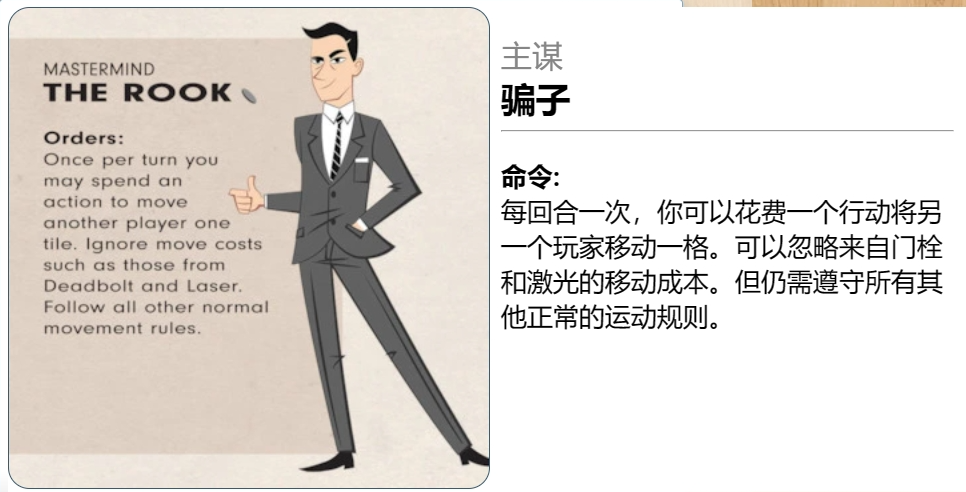 MASTERMIND
THE ROOK
Orders:
Once per turn you
may spend an
action to move
another player one
tile. Ignore move costs
such as those from
Deadbolt and Laser.
Follow all other normal
movement rules.
主谋
骗子
命令:
每回合一次，你可以花费一个行动将另
一个玩家移动一格。可以忽略来自门栓
和激光的移动成本。但仍需遵守所有其
他正常的运动规则。